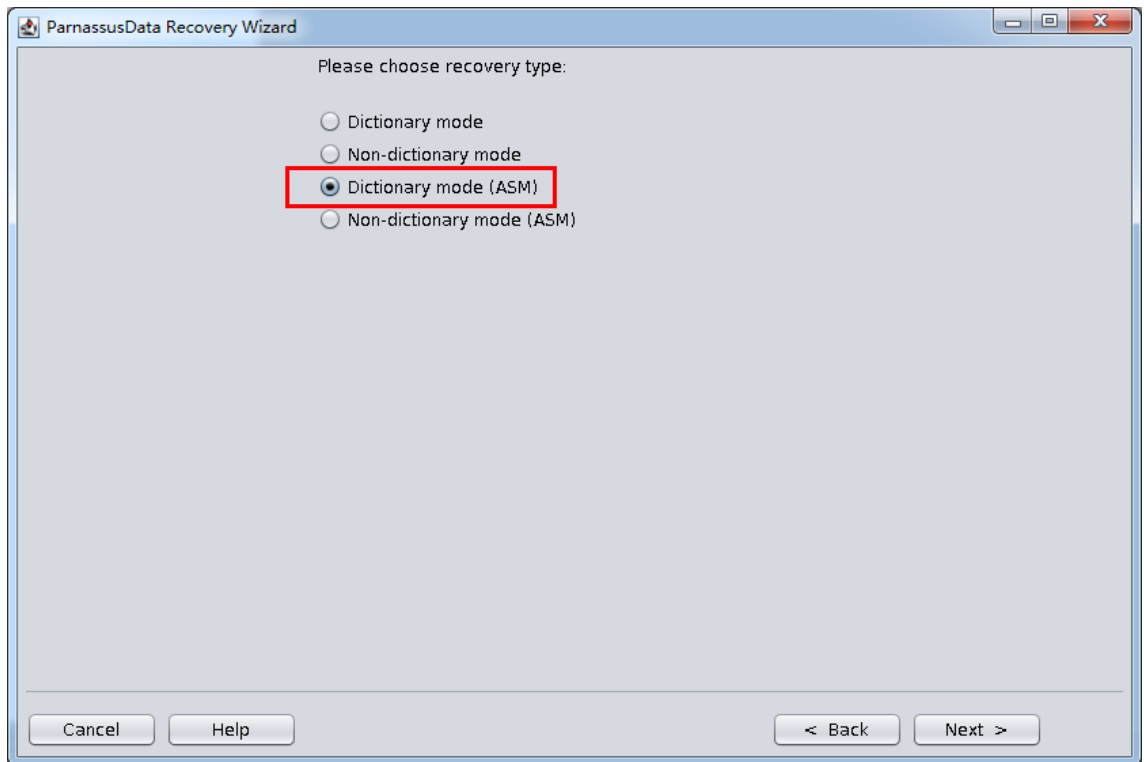 ParnassusData Recovery Wizard
Please choose recovery type:
Dictionary mode
Non-dictionary mode
Dictionary mode (ASM)
Non-dictionary mode (ASM)
Cancel Help < Back Next >